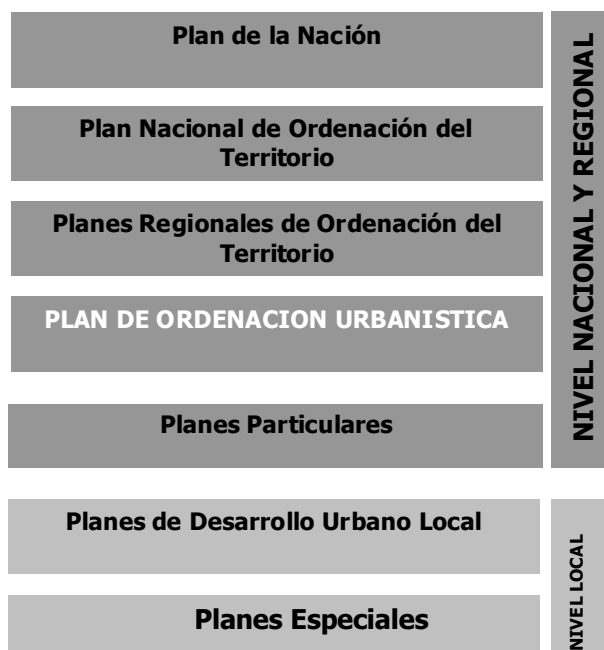 Plan de la Nación
Plan Nacional de Ordenación del
Territorio
Planes Regionales de Ordenación del
Territorio
PLAN DE ORDENACION URBANISTICA
Planes Particulares
NIVEL NACIONAL Y REGIONAL
Planes de Desarrollo Urbano Local
Planes Especiales
NIVEL LOCAL